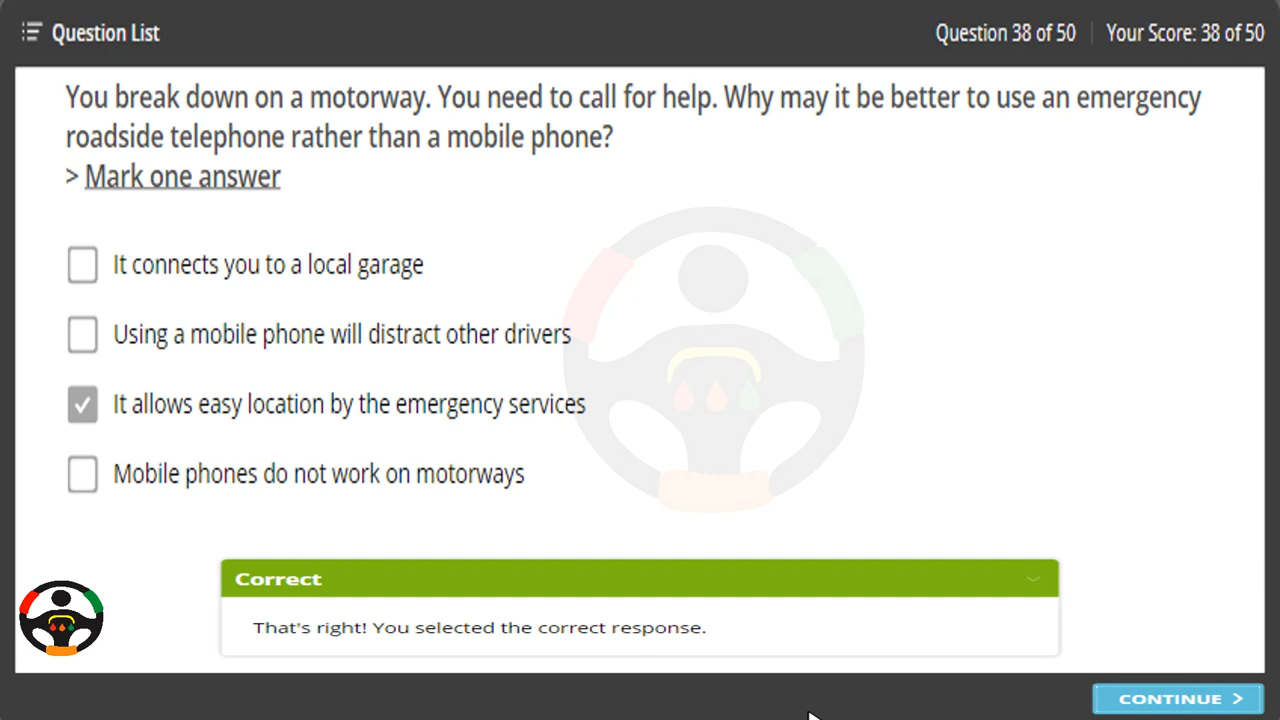 Question List
Question 38 of 50
Your Score: 38 of 50
You break down on a motorway. You need to call for help. Why may it be better to use an emergency
roadside telephone rather than a mobile phone?
> Mark one answer
It connects you to a local garage
Using a mobile phone will distract other drivers
It allows easy location by the emergency services
Mobile phones do not work on motorways
Correct
That's right! You selected the correct response.
CONTINUE >